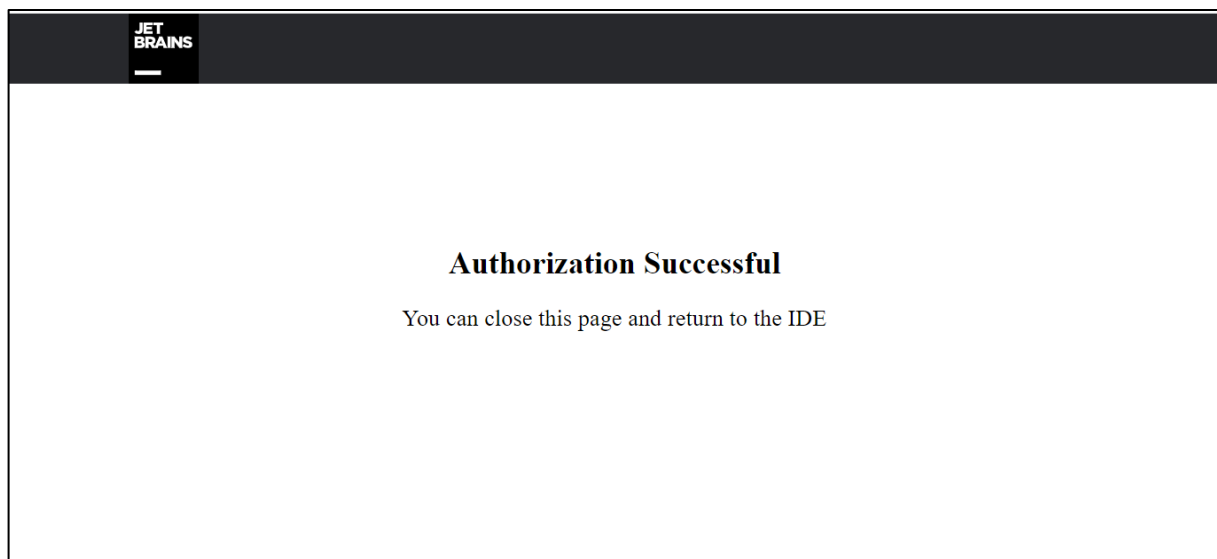 JET
BRAINS
Authorization Successful
You can close this page and return to the IDE